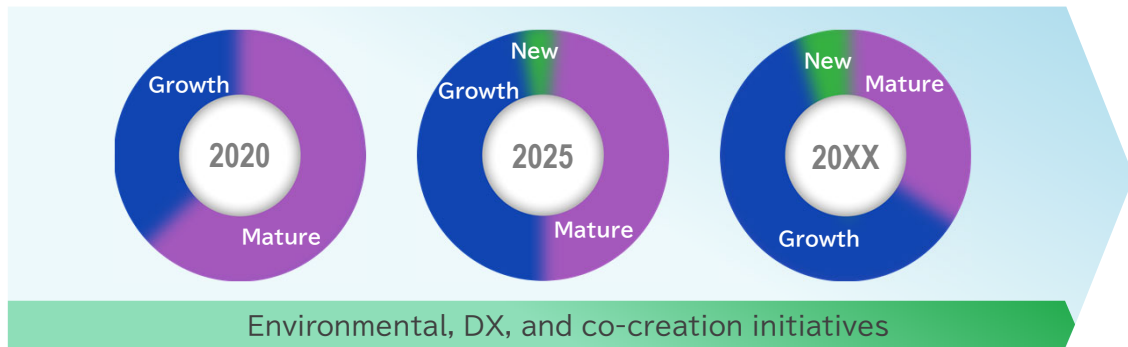 Growth
2020
Mature
New
Growth
2025
Mature
New
Mature
20XX
Growth
Environmental, DX, and co-creation initiatives